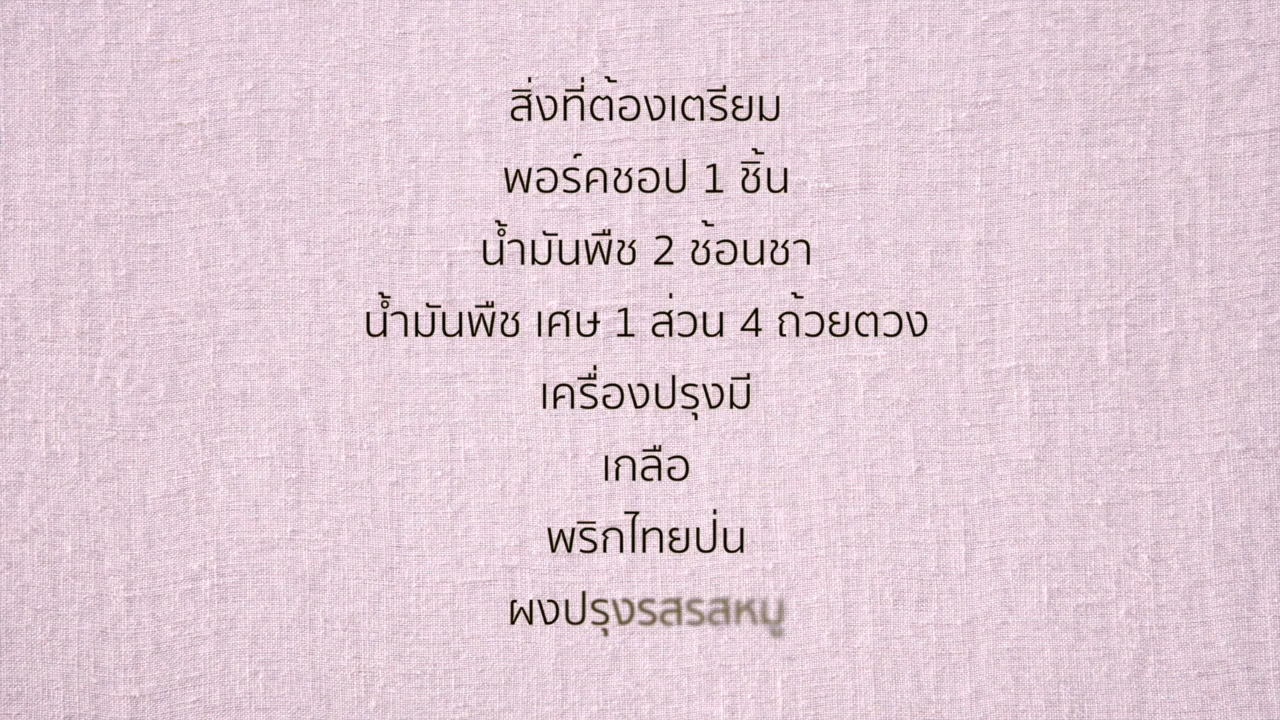 สิ่งที่ต้องเตรียม
พอร์คชอป 1 ชิ้น
น้ำมันพืช 2 ช้อนชา
น้ำมันพืช เศษ 1 ส่วน 4 ถ้วยตวง
เครื่องปรุงมี
เกลือ
พริกไทยป่น
ผงปรุงรสรสหมู